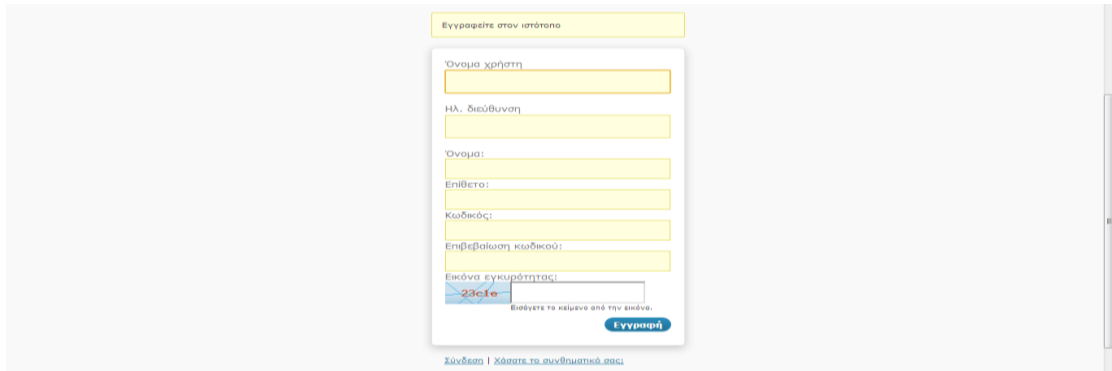 Εγγραφείτε στον ιστότοπο
Όνομα χρήστη
Ηλ. διεύθυνση
Όνομα:
Επίθετο:
Κωδικός:
Επιβεβαίωση κωδικού:
Εικόνα εγκυρότητας:
23c1e
Εισάγετε το κείμενο από την εικόνα.
Εγγραφή
Σύνδεση | Χάσατε το συνθηματικό σας;